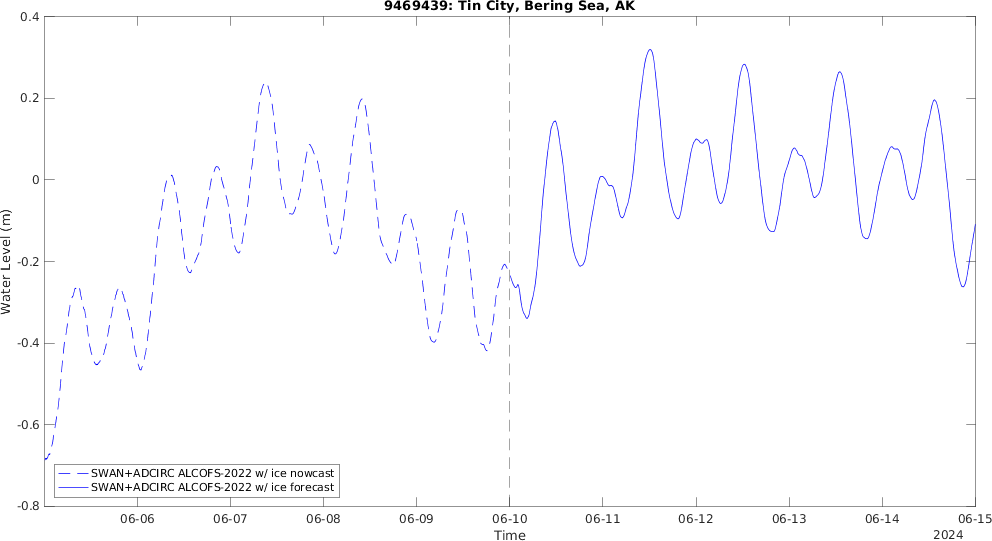 9469439: Tin City, Bering Sea, AK
0.4
0.2
0
-0.2
-0.4
-0.6
-0.8
Water Level (m)
SWAN+ADCIRC ALCOFS-2022 w/ ice nowcast
SWAN+ADCIRC ALCOFS-2022 w/ ice forecast
06-06 06-07 06-08 06-09 06-10 06-11 06-12 06-13 06-14 06-15
Time
2024